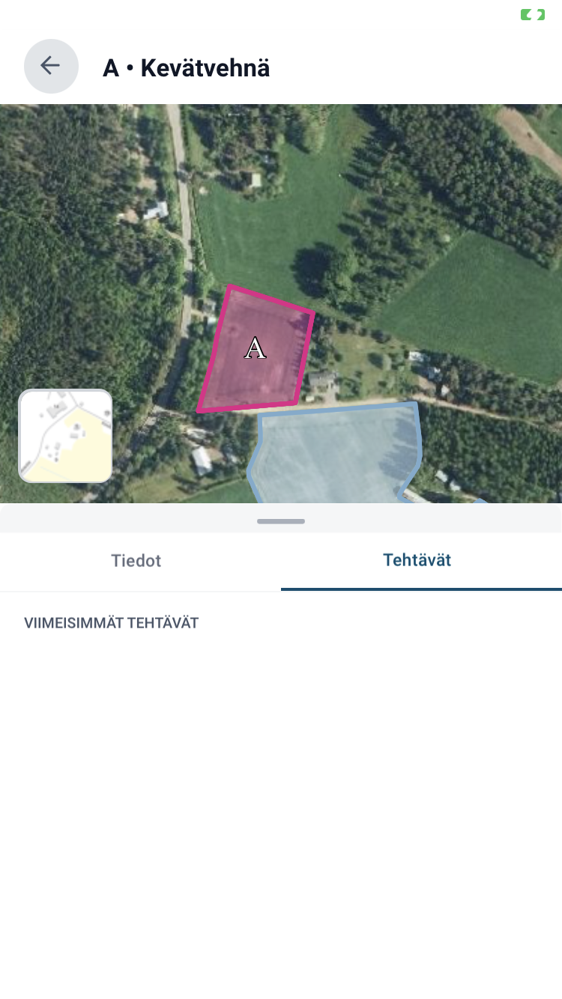 A • Kevätvehnä
A
Tiedot
Tehtävät
VIIMEISIMMÄT TEHTÄVÄT